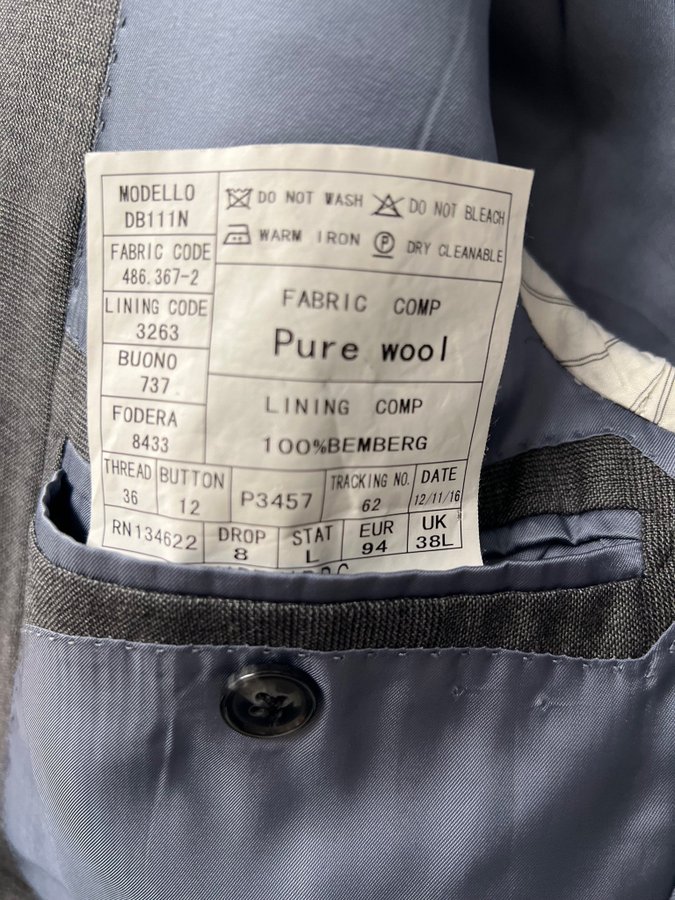 MODELLO
DB111N
DO NOT WASH
DO NOT BLEACH
WARM IRON
DRY CLEANABLE
P
FABRIC CODE
486.367-2
LINING CODE
3263
BUONO
737
FODERA
8433
FABRIC COMP
Pure wool
LINING COMP
100%BEMBERG
THREAD
36
BUTTON
12
P3457
TRACKING NO.
62
DATE
12/11/16
RN134622
DROP
8
STAT
L
EUR
94
UK
38L